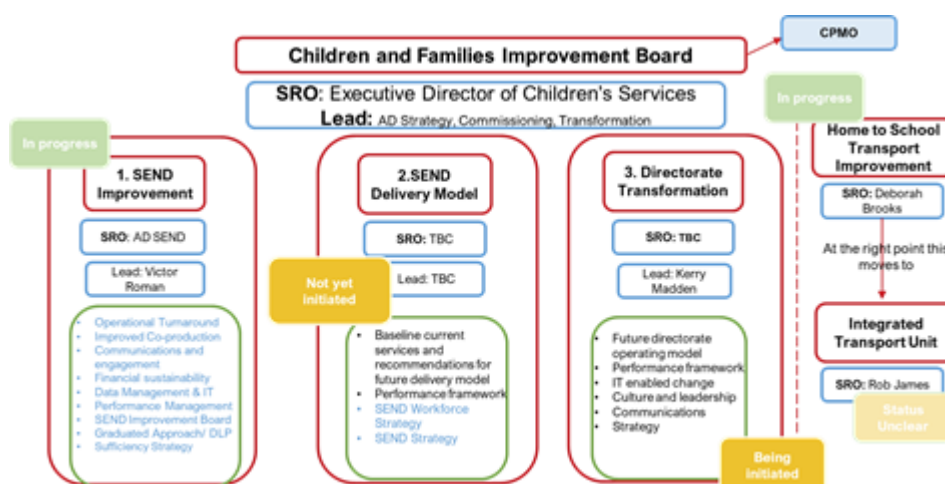 CPMO
Children and Families Improvement Board
SRO: Executive Director of Children's Services
Lead: AD Strategy, Commissioning, Transformation
In progress
1. SEND
Improvement
SRO: AD SEND
Lead: Victor
Roman
Operational Turnaround
Improved Co-production
Communications and
engagement
Financial sustainability
Data Management & IT
Performance Management
SEND Improvement Board
Graduated Approach/ DLP
Sufficiency Strategy
2.SEND
Delivery Model
SRO: TBC
Not yet
initiated
Lead: TBC
Baseline current
services and
recommendations for
future delivery model
Performance framework
SEND Workforce
Strategy
SEND Strategy
3. Directorate
Transformation
SRO: TBC
Lead: Kerry
Madden
Future directorate
operating model
Performance framework
IT enabled change
Culture and leadership
Communications
Strategy
Being
initiated
In progress
Home to School
Transport
Improvement
SRO: Deborah
Brooks
At the right point this
moves to
Integrated
Transport Unit
SRO: Rob James
Status
Unclear